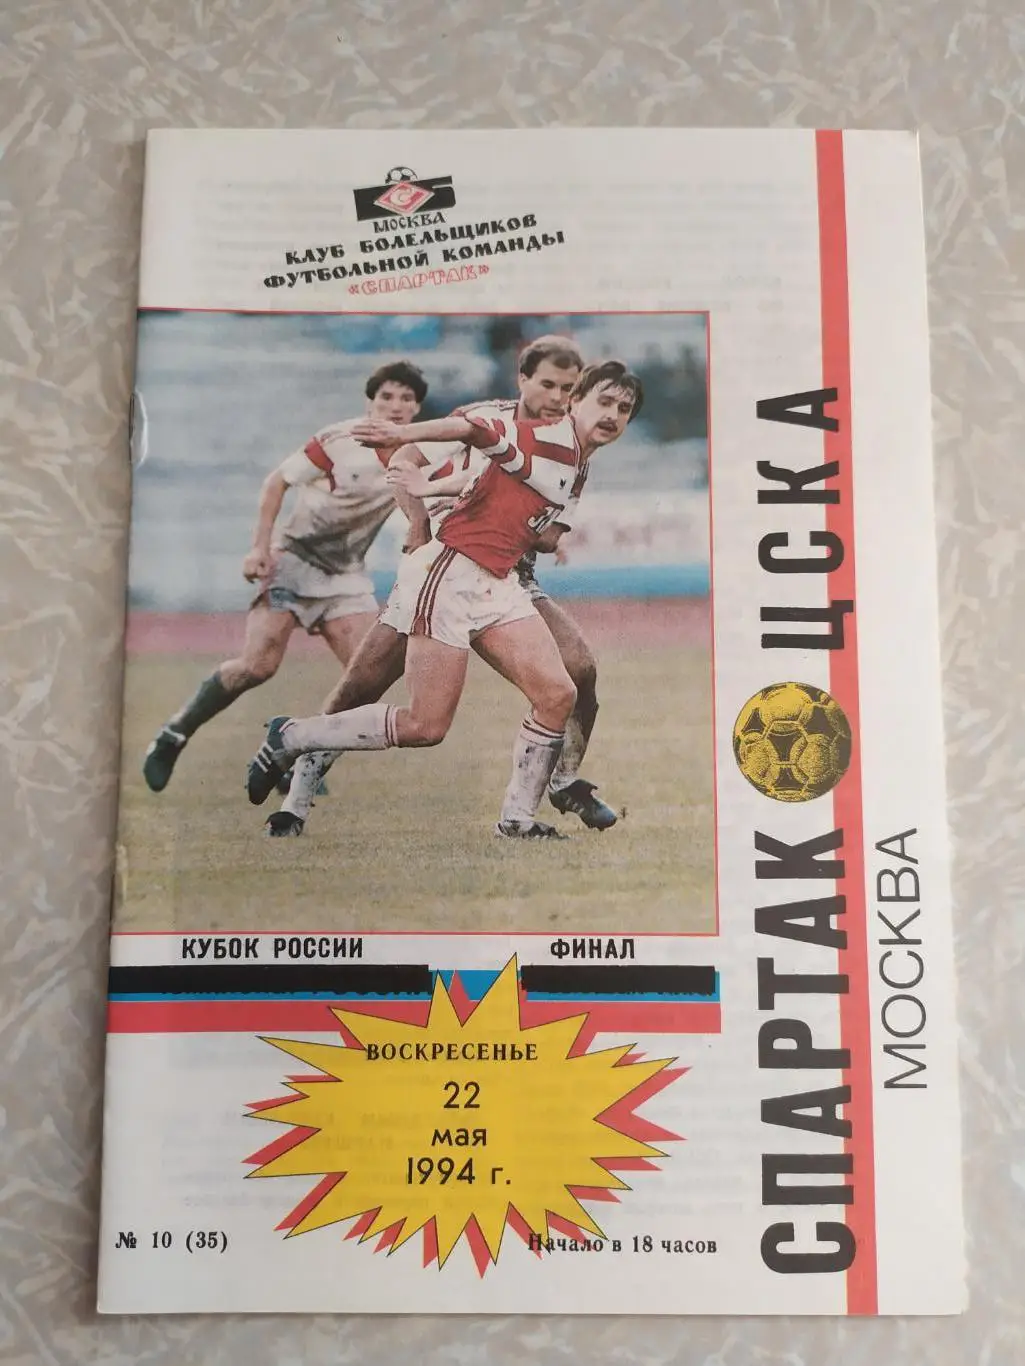 МОСКВА
КЛУБ БОЛЕЛЬЩИКОВ
ФУТБОЛЬНОЙ КОМАНДЫ
«СПАРТАК»
СПАРТАК ЦСКА
МОСКВА
КУБОК РОССИИ
ФИНАЛ
ВОСКРЕСЕНЬЕ
22
мая
1994 г.
№ 10 (35)
Начало в 18 часов